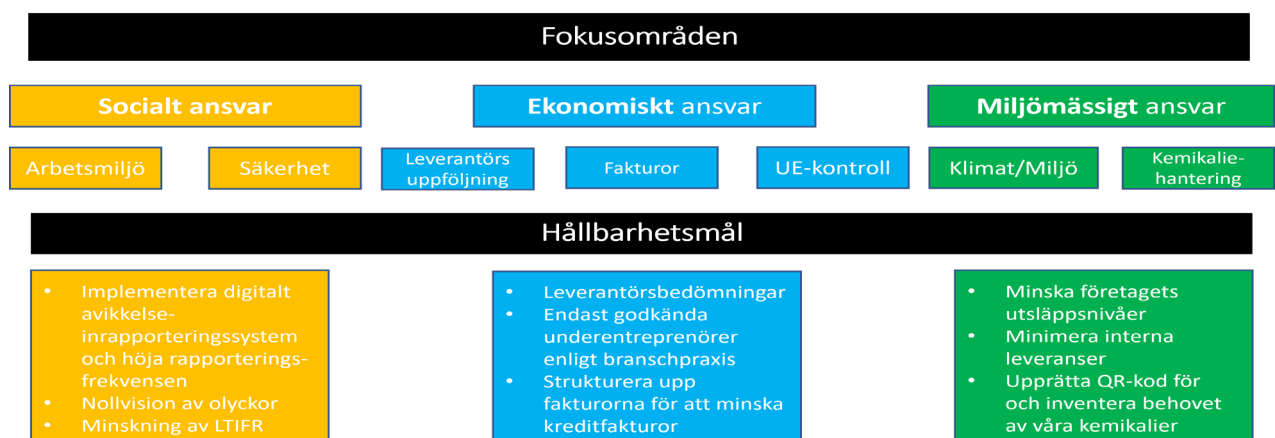 Fokusområden
Socialt ansvar
Ekonomiskt ansvar
Miljömässigt ansvar
Arbetsmiljö
Säkerhet
Leverantörs
uppföljning
Fakturor
UE-kontroll
Klimat/Miljö
Kemikalie-
hantering
Hållbarhetsmål
• Implementera digitalt
avikkelse-
inrapporteringssystem
och höja rapporterings-
frekvensen
• Nollvision av olyckor
• Minskning av LTIFR
• Leverantörsbedömningar
• Endast godkända
underentreprenörer
enligt branschpraxis
• Strukturera upp
fakturorna för att minska
kreditfakturor
• Minska företagets
utsläppsnivåer
• Minimera interna
leveranser
• Upprätta QR-kod för
och inventera behovet
av våra kemikalier